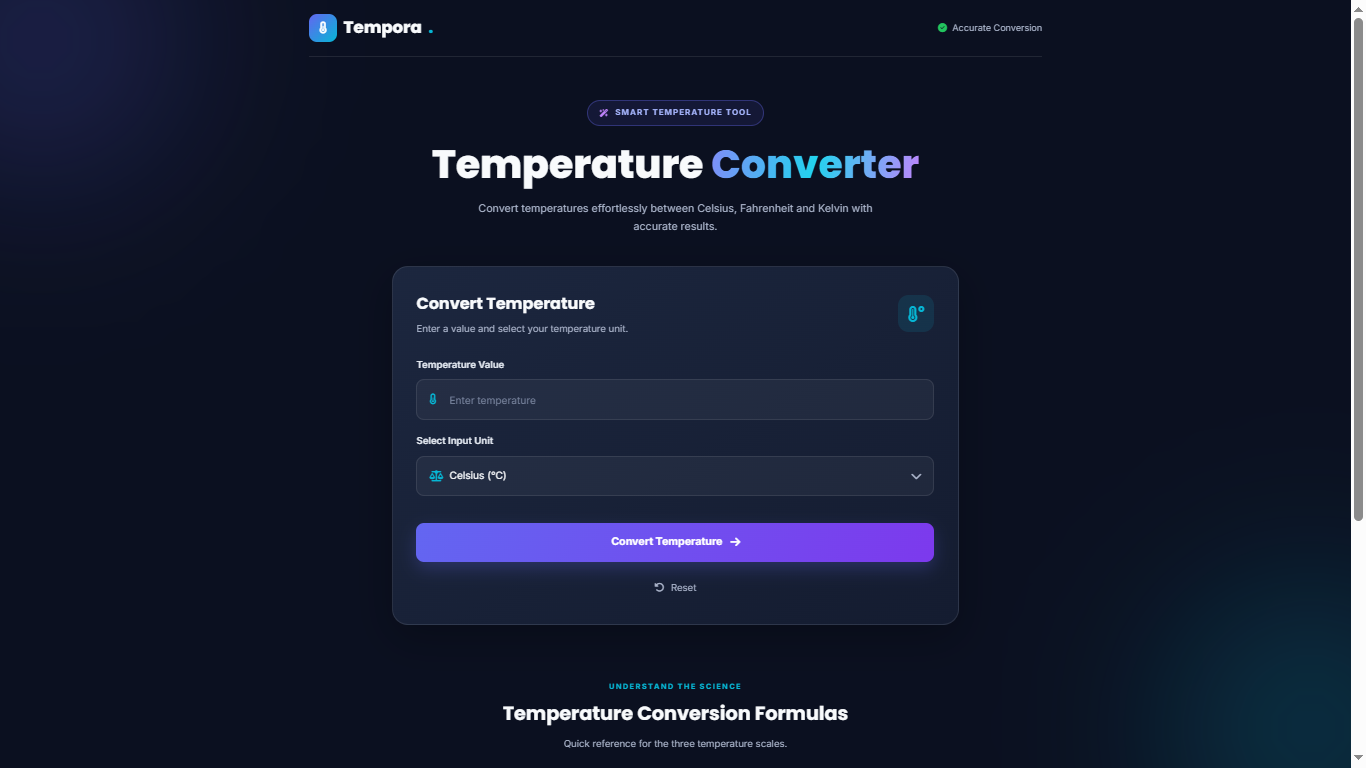 Tempora .
Accurate Conversion
SMART TEMPERATURE TOOL
Temperature Converter
Convert temperatures effortlessly between Celsius, Fahrenheit and Kelvin with
accurate results.
Convert Temperature
Enter a value and select your temperature unit.
Temperature Value
Enter temperature
Select Input Unit
Celsius (°C)
Convert Temperature
Reset
UNDERSTAND THE SCIENCE
Temperature Conversion Formulas
Quick reference for the three temperature scales.